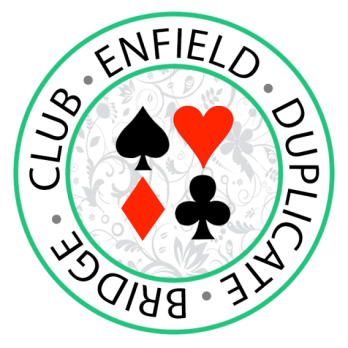 ENFIELD • DUPLICATE • BRIDGE • CLUB •